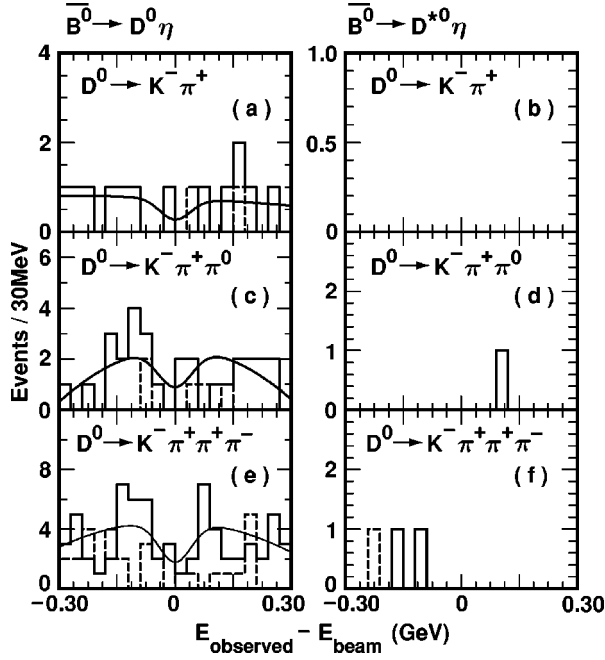 B̅⁰ → D⁰η
B̅⁰ → D*⁰η
D⁰ → K⁻π⁺
(a)
4
2
0
D⁰ → K⁻π⁺
(b)
1.0
0.5
0
D⁰ → K⁻π⁺π⁰
(c)
6
4
2
0
D⁰ → K⁻π⁺π⁰
(d)
2
1
0
D⁰ → K⁻π⁺π⁺π⁻
(e)
8
4
0
D⁰ → K⁻π⁺π⁺π⁻
(f)
2
1
0
Events / 30MeV
−0.30 0 0.30
−0.30 0 0.30
E_observed − E_beam (GeV)